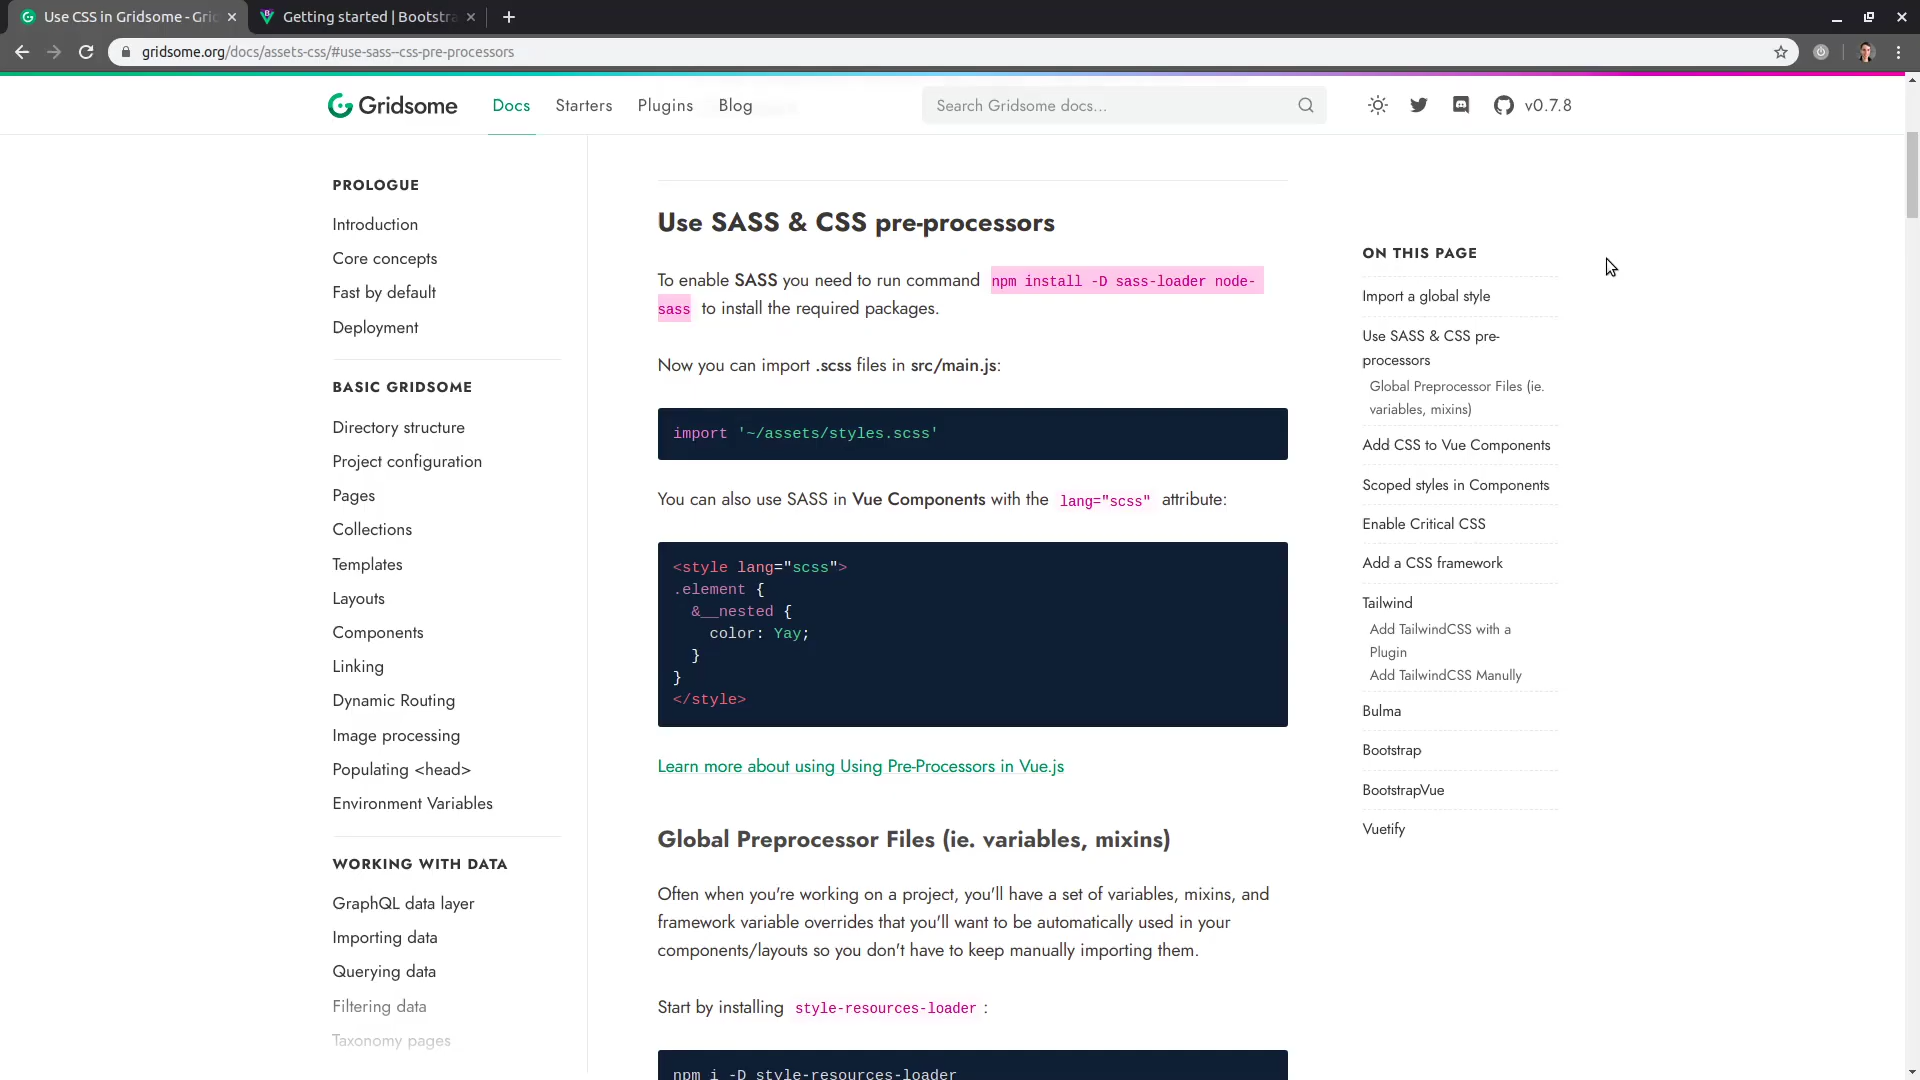 Use CSS in Gridsome - Gri
Getting started | Bootstra
gridsome.org/docs/assets-css/#use-sass--css-pre-processors
Gridsome
Docs
Starters
Plugins
Blog
Search Gridsome docs...
v0.7.8
PROLOGUE
Introduction
Core concepts
Fast by default
Deployment
BASIC GRIDSOME
Directory structure
Project configuration
Pages
Collections
Templates
Layouts
Components
Linking
Dynamic Routing
Image processing
Populating <head>
Environment Variables
WORKING WITH DATA
GraphQL data layer
Importing data
Querying data
Filtering data
Taxonomy pages
Use SASS & CSS pre-processors
To enable SASS you need to run command npm install -D sass-loader node-
sass to install the required packages.
Now you can import .scss files in src/main.js:
import '~/assets/styles.scss'
You can also use SASS in Vue Components with the lang="scss" attribute:
<style lang="scss">
.element {
&__nested {
color: Yay;
}
}
</style>
Learn more about using Using Pre-Processors in Vue.js
Global Preprocessor Files (ie. variables, mixins)
Often when you're working on a project, you'll have a set of variables, mixins, and
framework variable overrides that you'll want to be automatically used in your
components/layouts so you don't have to keep manually importing them.
Start by installing style-resources-loader :
npm i -D style-resources-loader
ON THIS PAGE
Import a global style
Use SASS & CSS pre-
processors
Global Preprocessor Files (ie.
variables, mixins)
Add CSS to Vue Components
Scoped styles in Components
Enable Critical CSS
Add a CSS framework
Tailwind
Add TailwindCSS with a
Plugin
Add TailwindCSS Manully
Bulma
Bootstrap
BootstrapVue
Vuetify